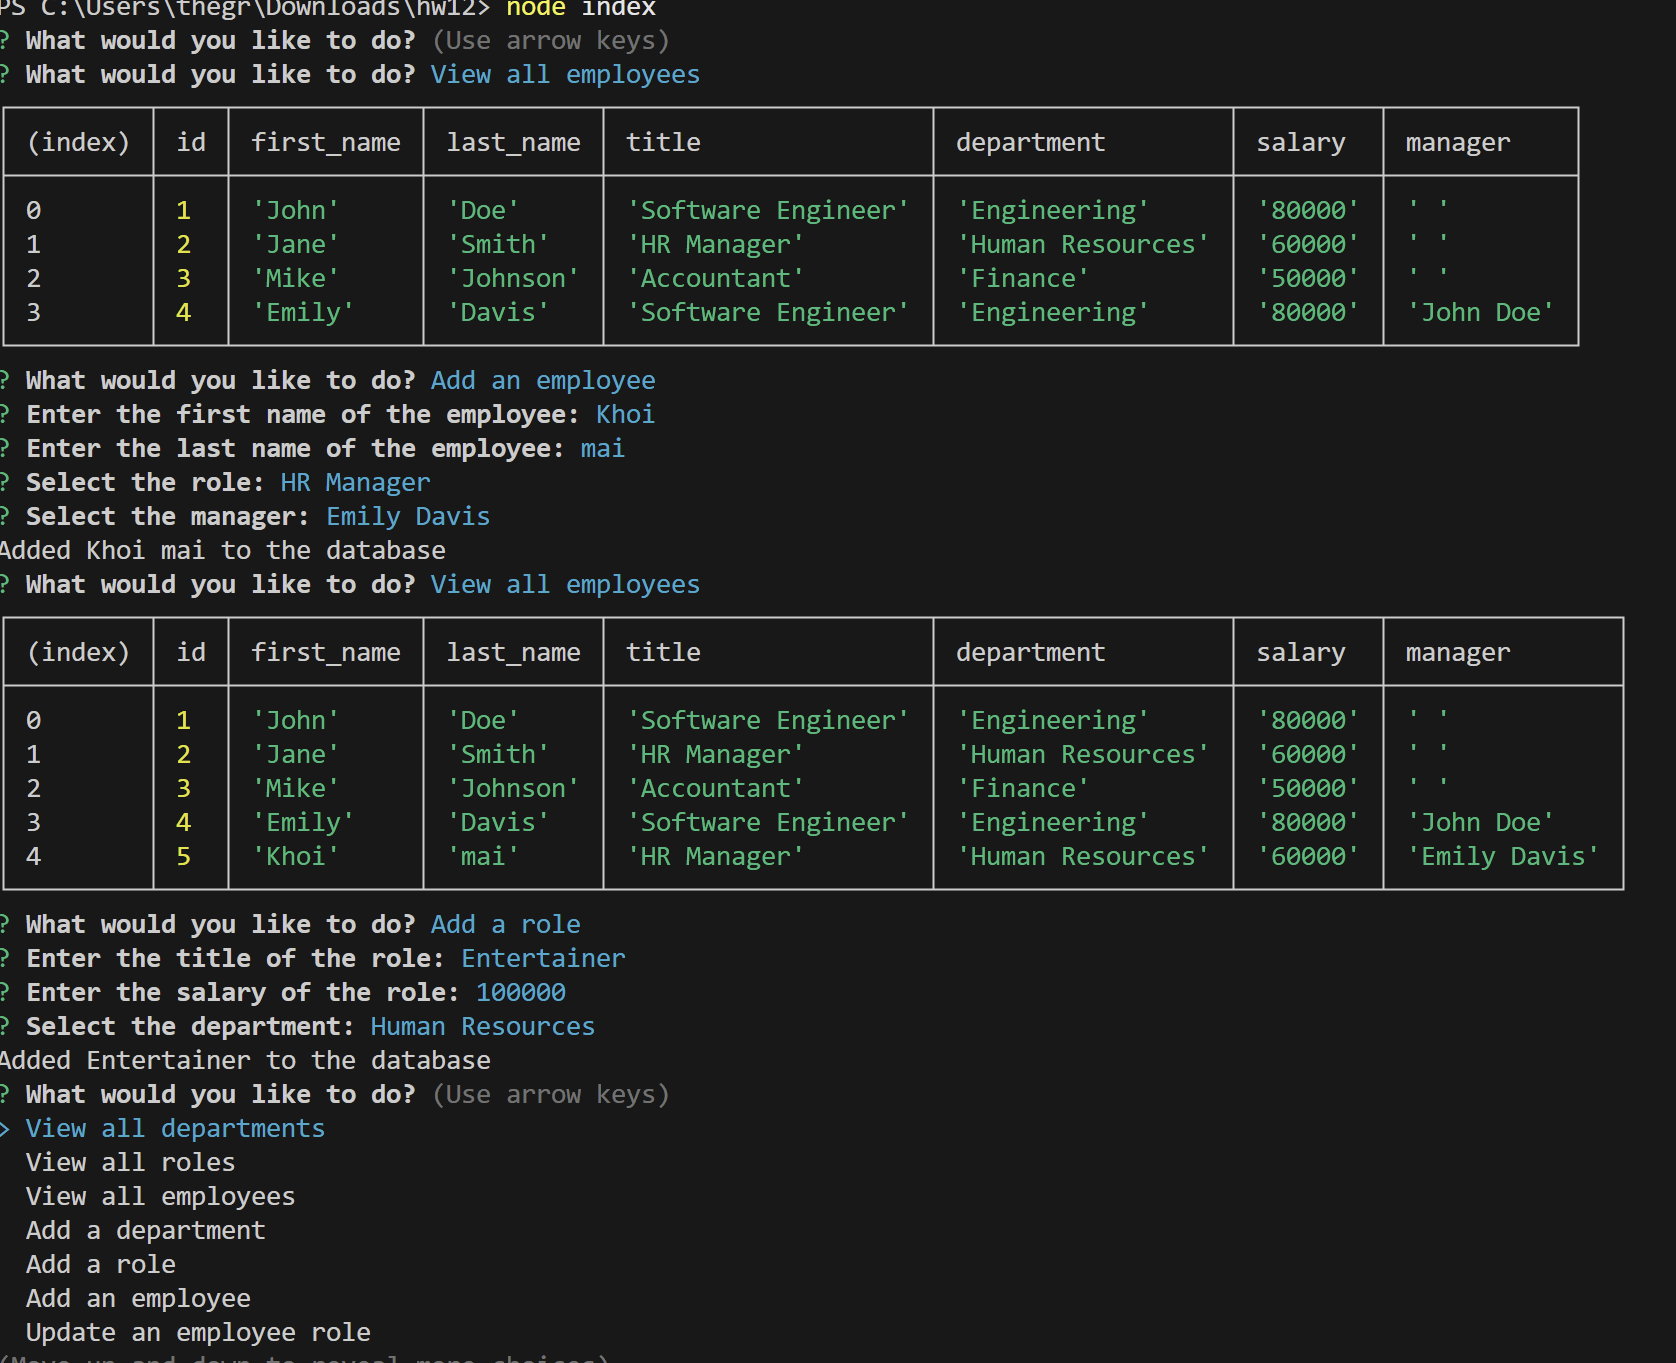 PS C:\Users\thegr\Downloads\hw12> node index
? What would you like to do? (Use arrow keys)
? What would you like to do? View all employees
(index) id first_name last_name title department salary manager
0 1 'John' 'Doe' 'Software Engineer' 'Engineering' '80000' ' '
1 2 'Jane' 'Smith' 'HR Manager' 'Human Resources' '60000' ' '
2 3 'Mike' 'Johnson' 'Accountant' 'Finance' '50000' ' '
3 4 'Emily' 'Davis' 'Software Engineer' 'Engineering' '80000' 'John Doe'
? What would you like to do? Add an employee
? Enter the first name of the employee: Khoi
? Enter the last name of the employee: mai
? Select the role: HR Manager
? Select the manager: Emily Davis
Added Khoi mai to the database
? What would you like to do? View all employees
(index) id first_name last_name title department salary manager
0 1 'John' 'Doe' 'Software Engineer' 'Engineering' '80000' ' '
1 2 'Jane' 'Smith' 'HR Manager' 'Human Resources' '60000' ' '
2 3 'Mike' 'Johnson' 'Accountant' 'Finance' '50000' ' '
3 4 'Emily' 'Davis' 'Software Engineer' 'Engineering' '80000' 'John Doe'
4 5 'Khoi' 'mai' 'HR Manager' 'Human Resources' '60000' 'Emily Davis'
? What would you like to do? Add a role
? Enter the title of the role: Entertainer
? Enter the salary of the role: 100000
? Select the department: Human Resources
Added Entertainer to the database
? What would you like to do? (Use arrow keys)
> View all departments
View all roles
View all employees
Add a department
Add a role
Add an employee
Update an employee role
(Move up and down to reveal more choices)